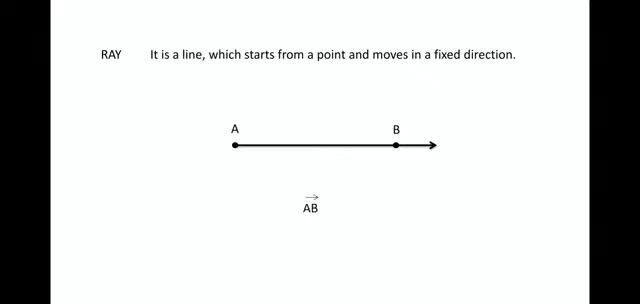 RAY It is a line, which starts from a point and moves in a fixed direction.
A B
AB